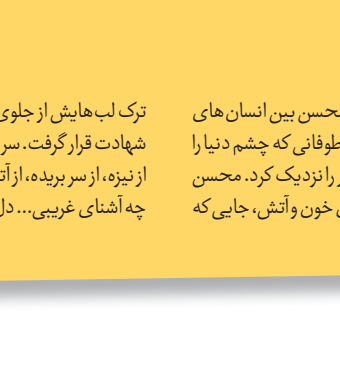 محسن بین انسان‌های
طوفانی که چشم دنیا را
را نزدیک کرد. محسن
خون و آتش، جایی که
ترک لب‌هایش از جلوی
شهادت قرار گرفت. سر
از نیزه، از سر بریده، از آت
چه آشنای غریبی... دل